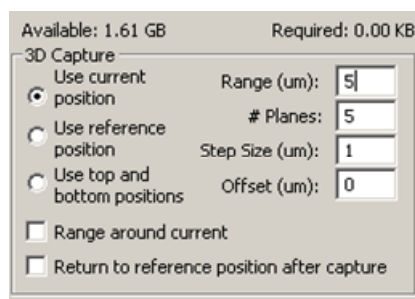 Available: 1.61 GB Required: 0.00 KB
3D Capture
Use current
position
Range (um): 5
# Planes: 5
Use reference
position
Step Size (um): 1
Use top and
bottom positions
Offset (um): 0
Range around current
Return to reference position after capture